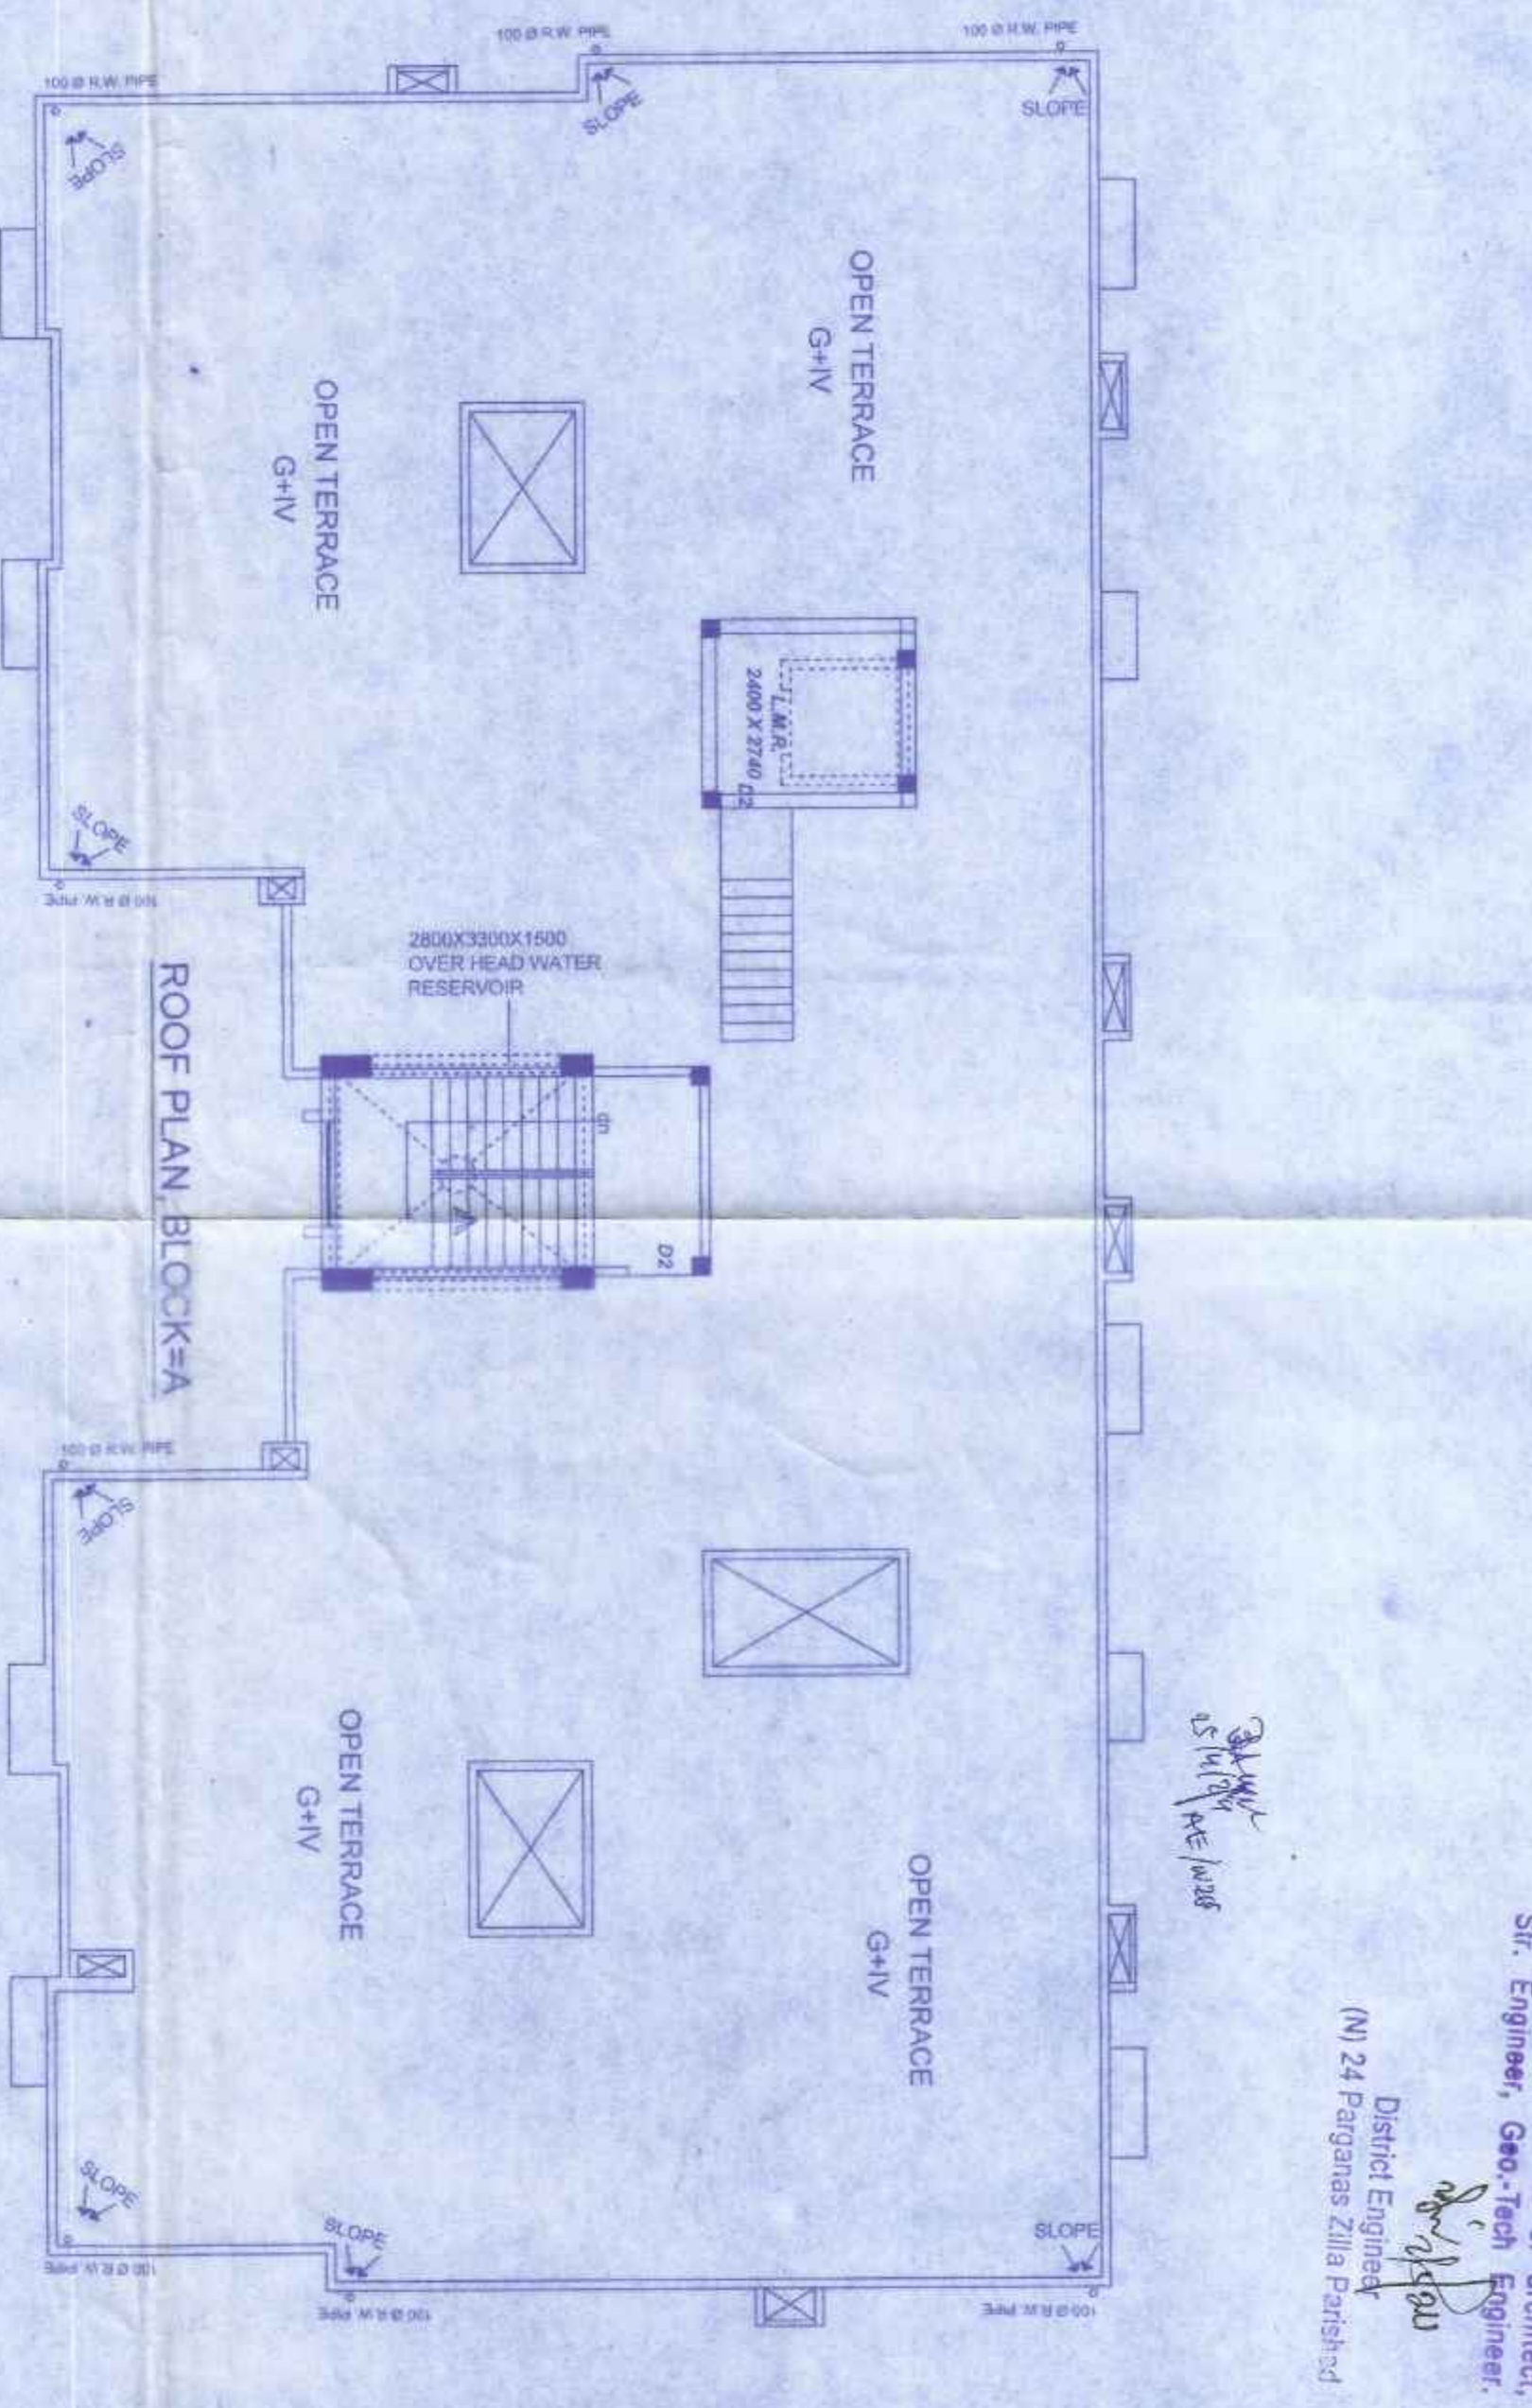 100 Ø R.W. PIPE
100 Ø R.W. PIPE
100 Ø R.W. PIPE
SLOPE
SLOPE
SLOPE
OPEN TERRACE
G+IV
OPEN TERRACE
G+IV
L.M.R.
2400 X 2740
D2
SLOPE
100 Ø R.W. PIPE
2800X3300X1500
OVER HEAD WATER
RESERVOIR
dn
D2
ROOF PLAN, BLOCK=A
100 Ø R.W. PIPE
SLOPE
OPEN TERRACE
G+IV
OPEN TERRACE
G+IV
SLOPE
100 Ø R.W. PIPE
SLOPE
100 Ø R.W. PIPE
SLOPE
100 Ø R.W. PIPE
Str. Engineer, Geo.-Tech Engineer.
District Engineer
(N) 24 Parganas Zilla Parishad